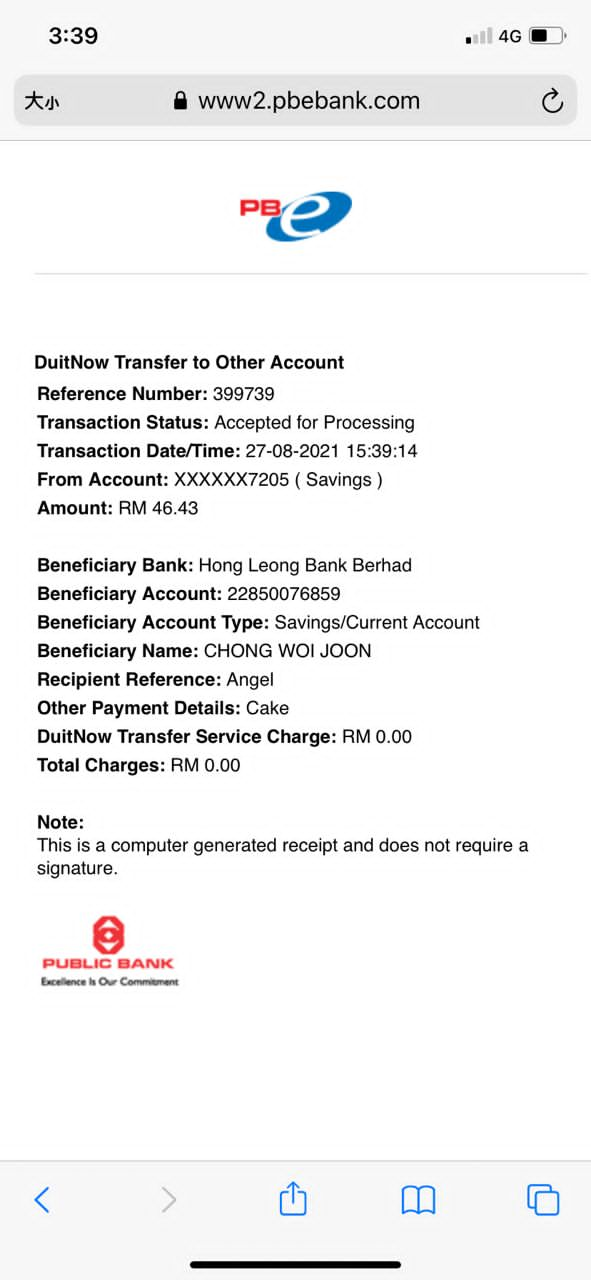 3:39
4G
大小
www2.pbebank.com
PBe
DuitNow Transfer to Other Account
Reference Number: 399739
Transaction Status: Accepted for Processing
Transaction Date/Time: 27-08-2021 15:39:14
From Account: XXXXXX7205 ( Savings )
Amount: RM 46.43
Beneficiary Bank: Hong Leong Bank Berhad
Beneficiary Account: 22850076859
Beneficiary Account Type: Savings/Current Account
Beneficiary Name: CHONG WOI JOON
Recipient Reference: Angel
Other Payment Details: Cake
DuitNow Transfer Service Charge: RM 0.00
Total Charges: RM 0.00
Note:
This is a computer generated receipt and does not require a
signature.
PUBLIC BANK
Excellence Is Our Commitment